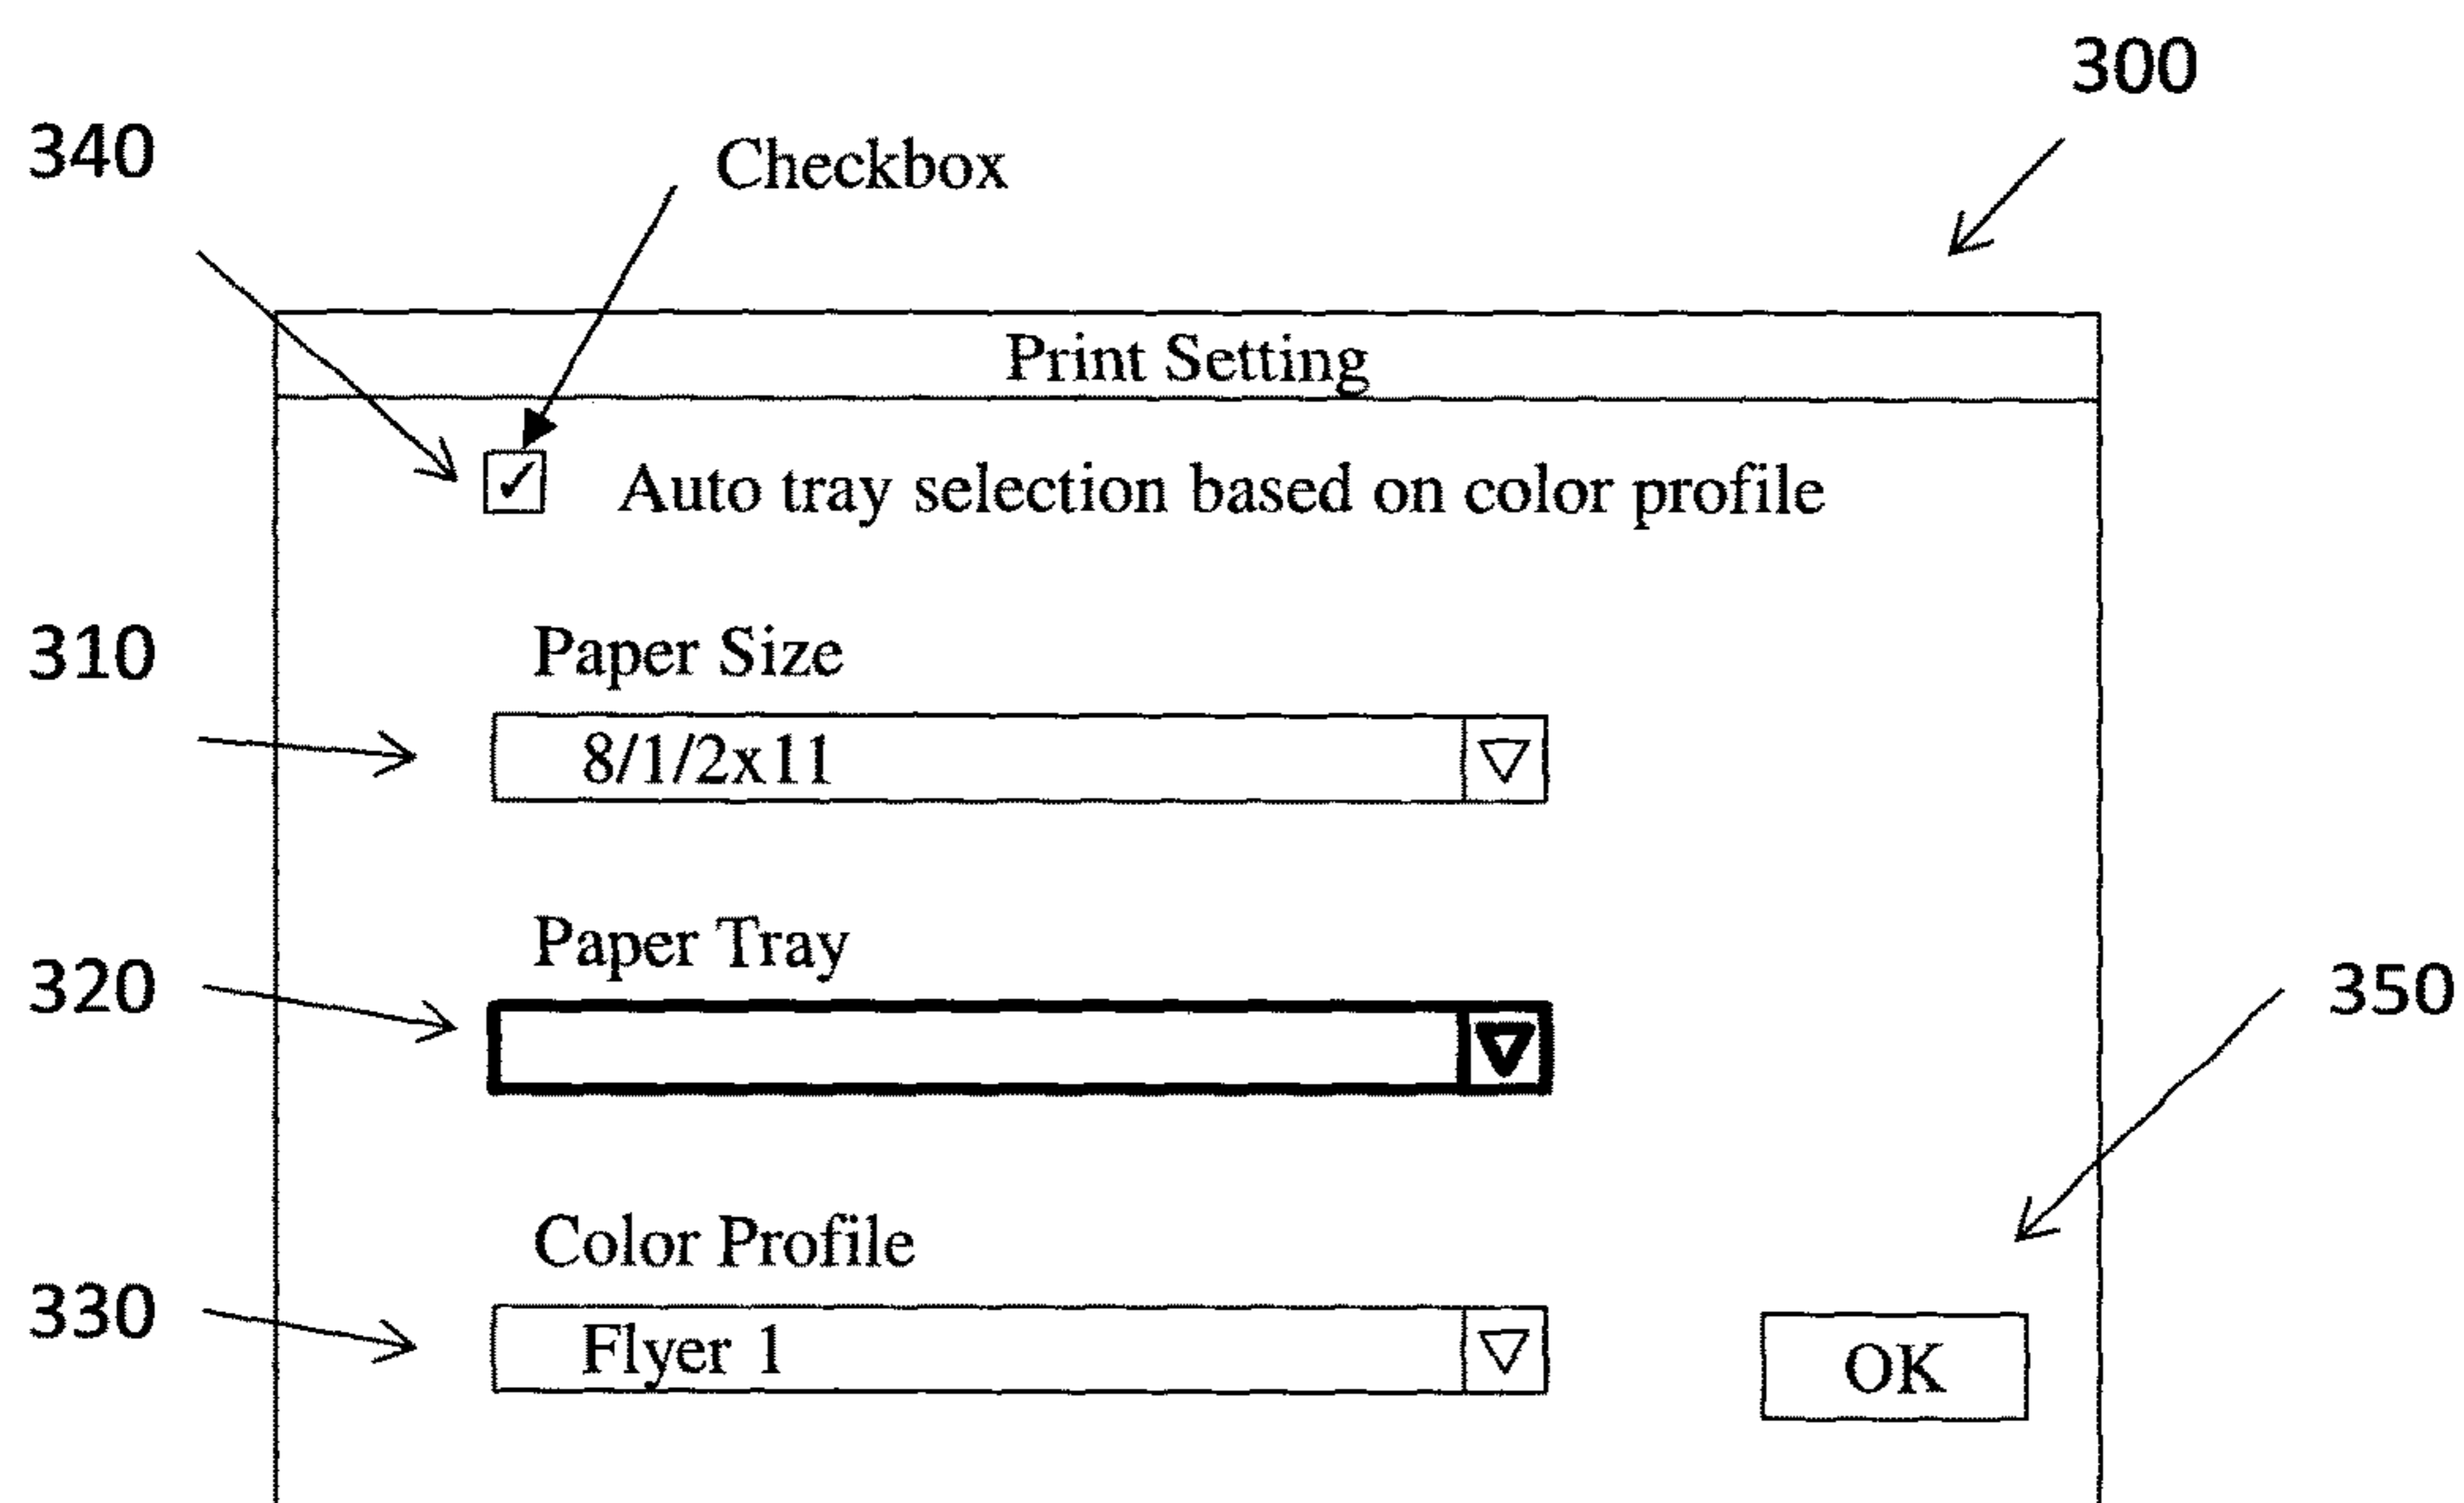 300
340
Checkbox
Print Setting
✓ Auto tray selection based on color profile
310
Paper Size
8/1/2x11
Paper Tray
320
350
Color Profile
330
Flyer 1
OK